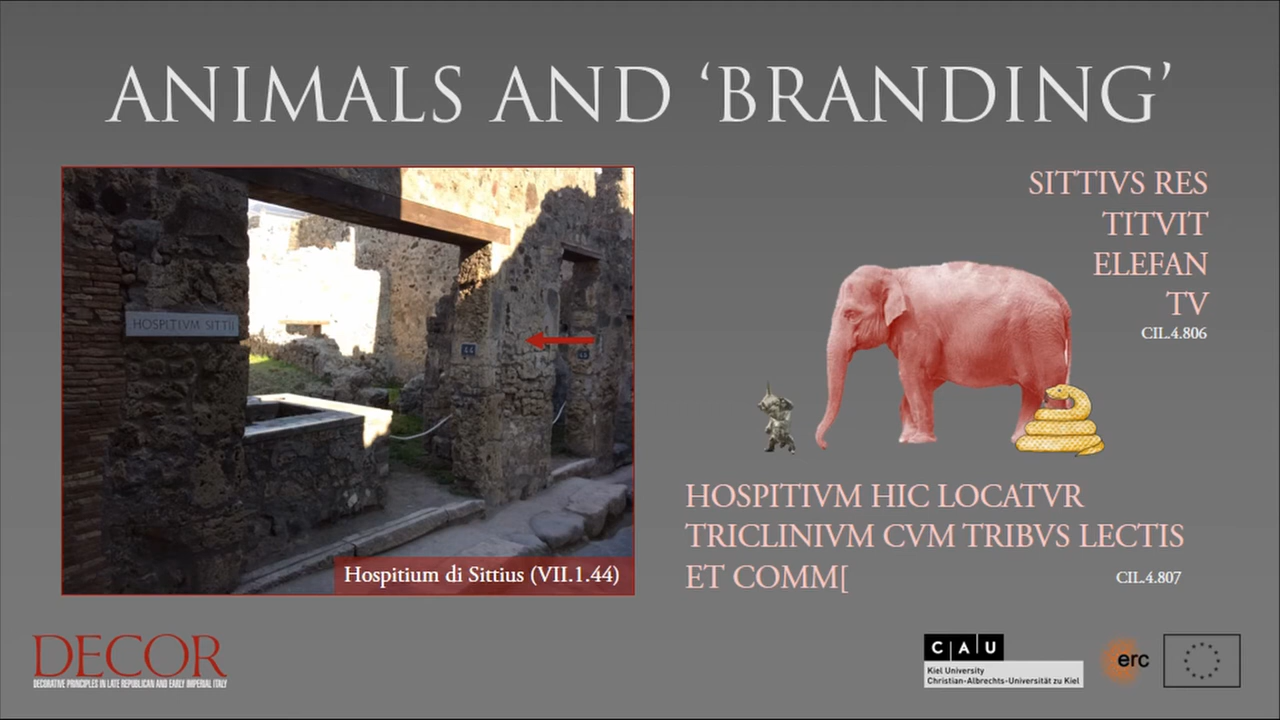 ANIMALS AND ‘BRANDING’
HOSPITIVM SITTII
44
43
Hospitium di Sittius (VII.1.44)
SITTIVS RES
TITVIT
ELEFAN
TV
CIL.4.806
HOSPITIVM HIC LOCATVR
TRICLINIVM CVM TRIBVS LECTIS
ET COMM[
CIL.4.807
DECOR
DECORATIVE PRINCIPLES IN LATE REPUBLICAN AND EARLY IMPERIAL ITALY
C A U
Kiel University
Christian-Albrechts-Universität zu Kiel
erc